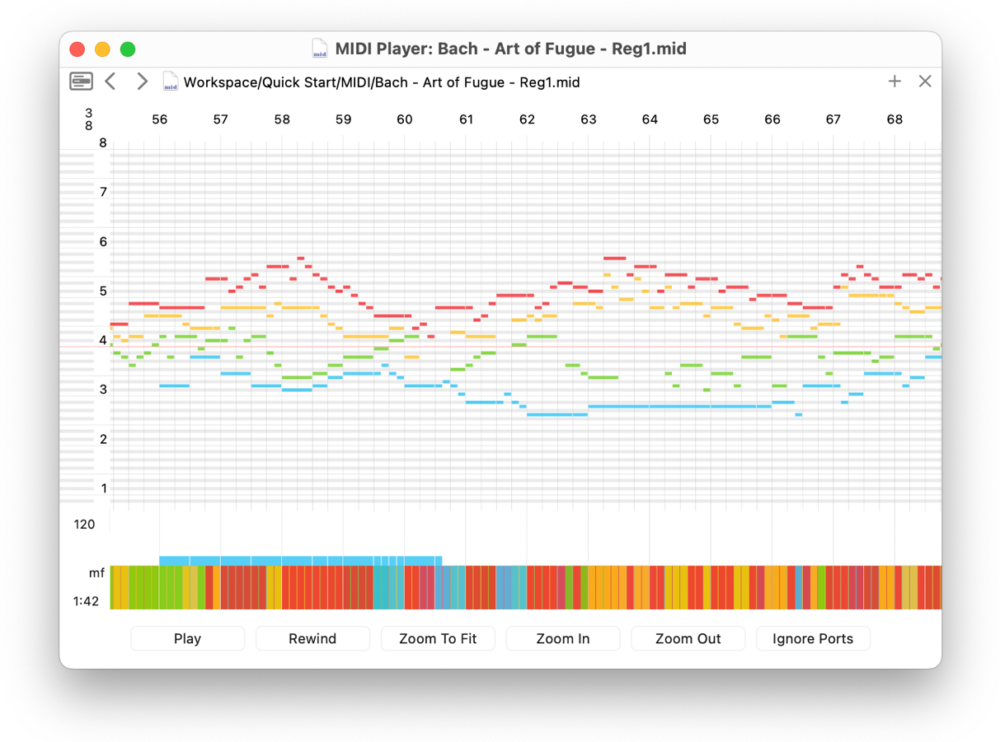 MIDI Player: Bach - Art of Fugue - Reg1.mid
Workspace/Quick Start/MIDI/Bach - Art of Fugue - Reg1.mid
3
8
56 57 58 59 60 61 62 63 64 65 66 67 68
8
7
6
5
4
3
2
1
120
mf
1:42
Play Rewind Zoom To Fit Zoom In Zoom Out Ignore Ports